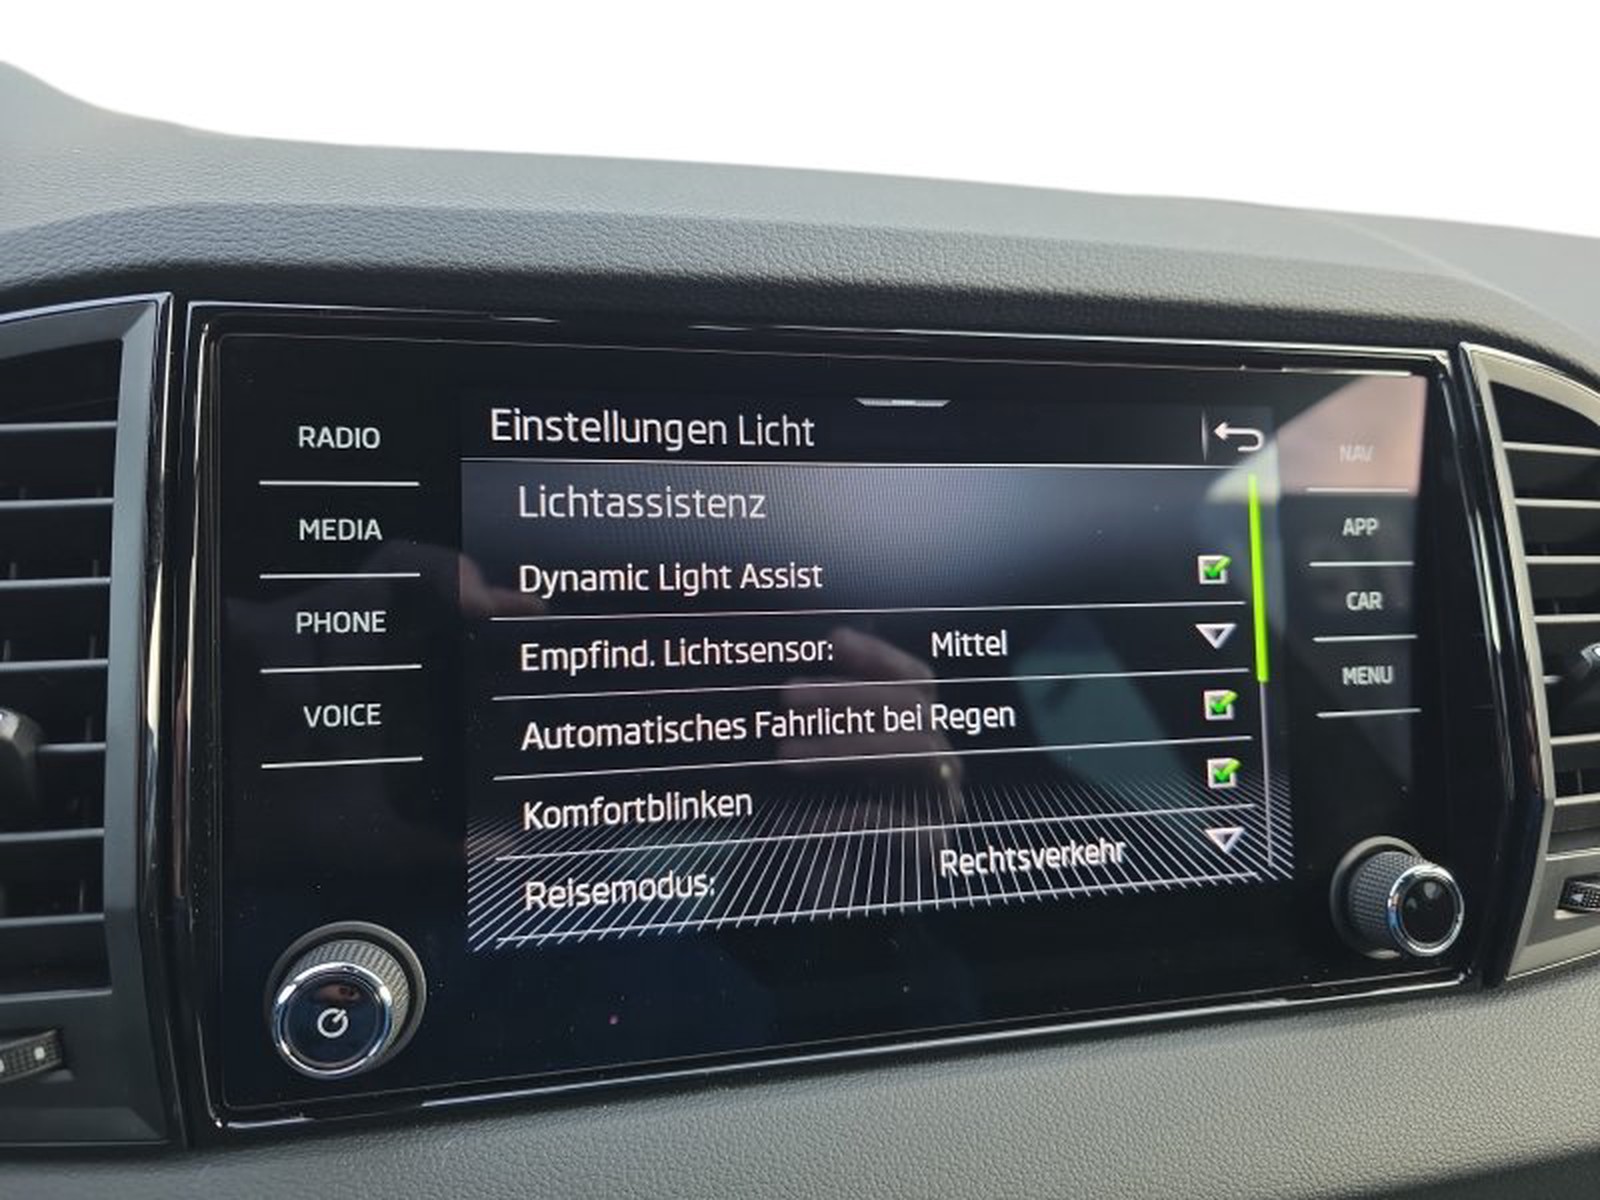 RADIO
MEDIA
PHONE
VOICE
Einstellungen Licht
Lichtassistenz
Dynamic Light Assist
Empfind. Lichtsensor: Mittel
Automatisches Fahrlicht bei Regen
Komfortblinken
Reisemodus: Rechtsverkehr
NAV
APP
CAR
MENU